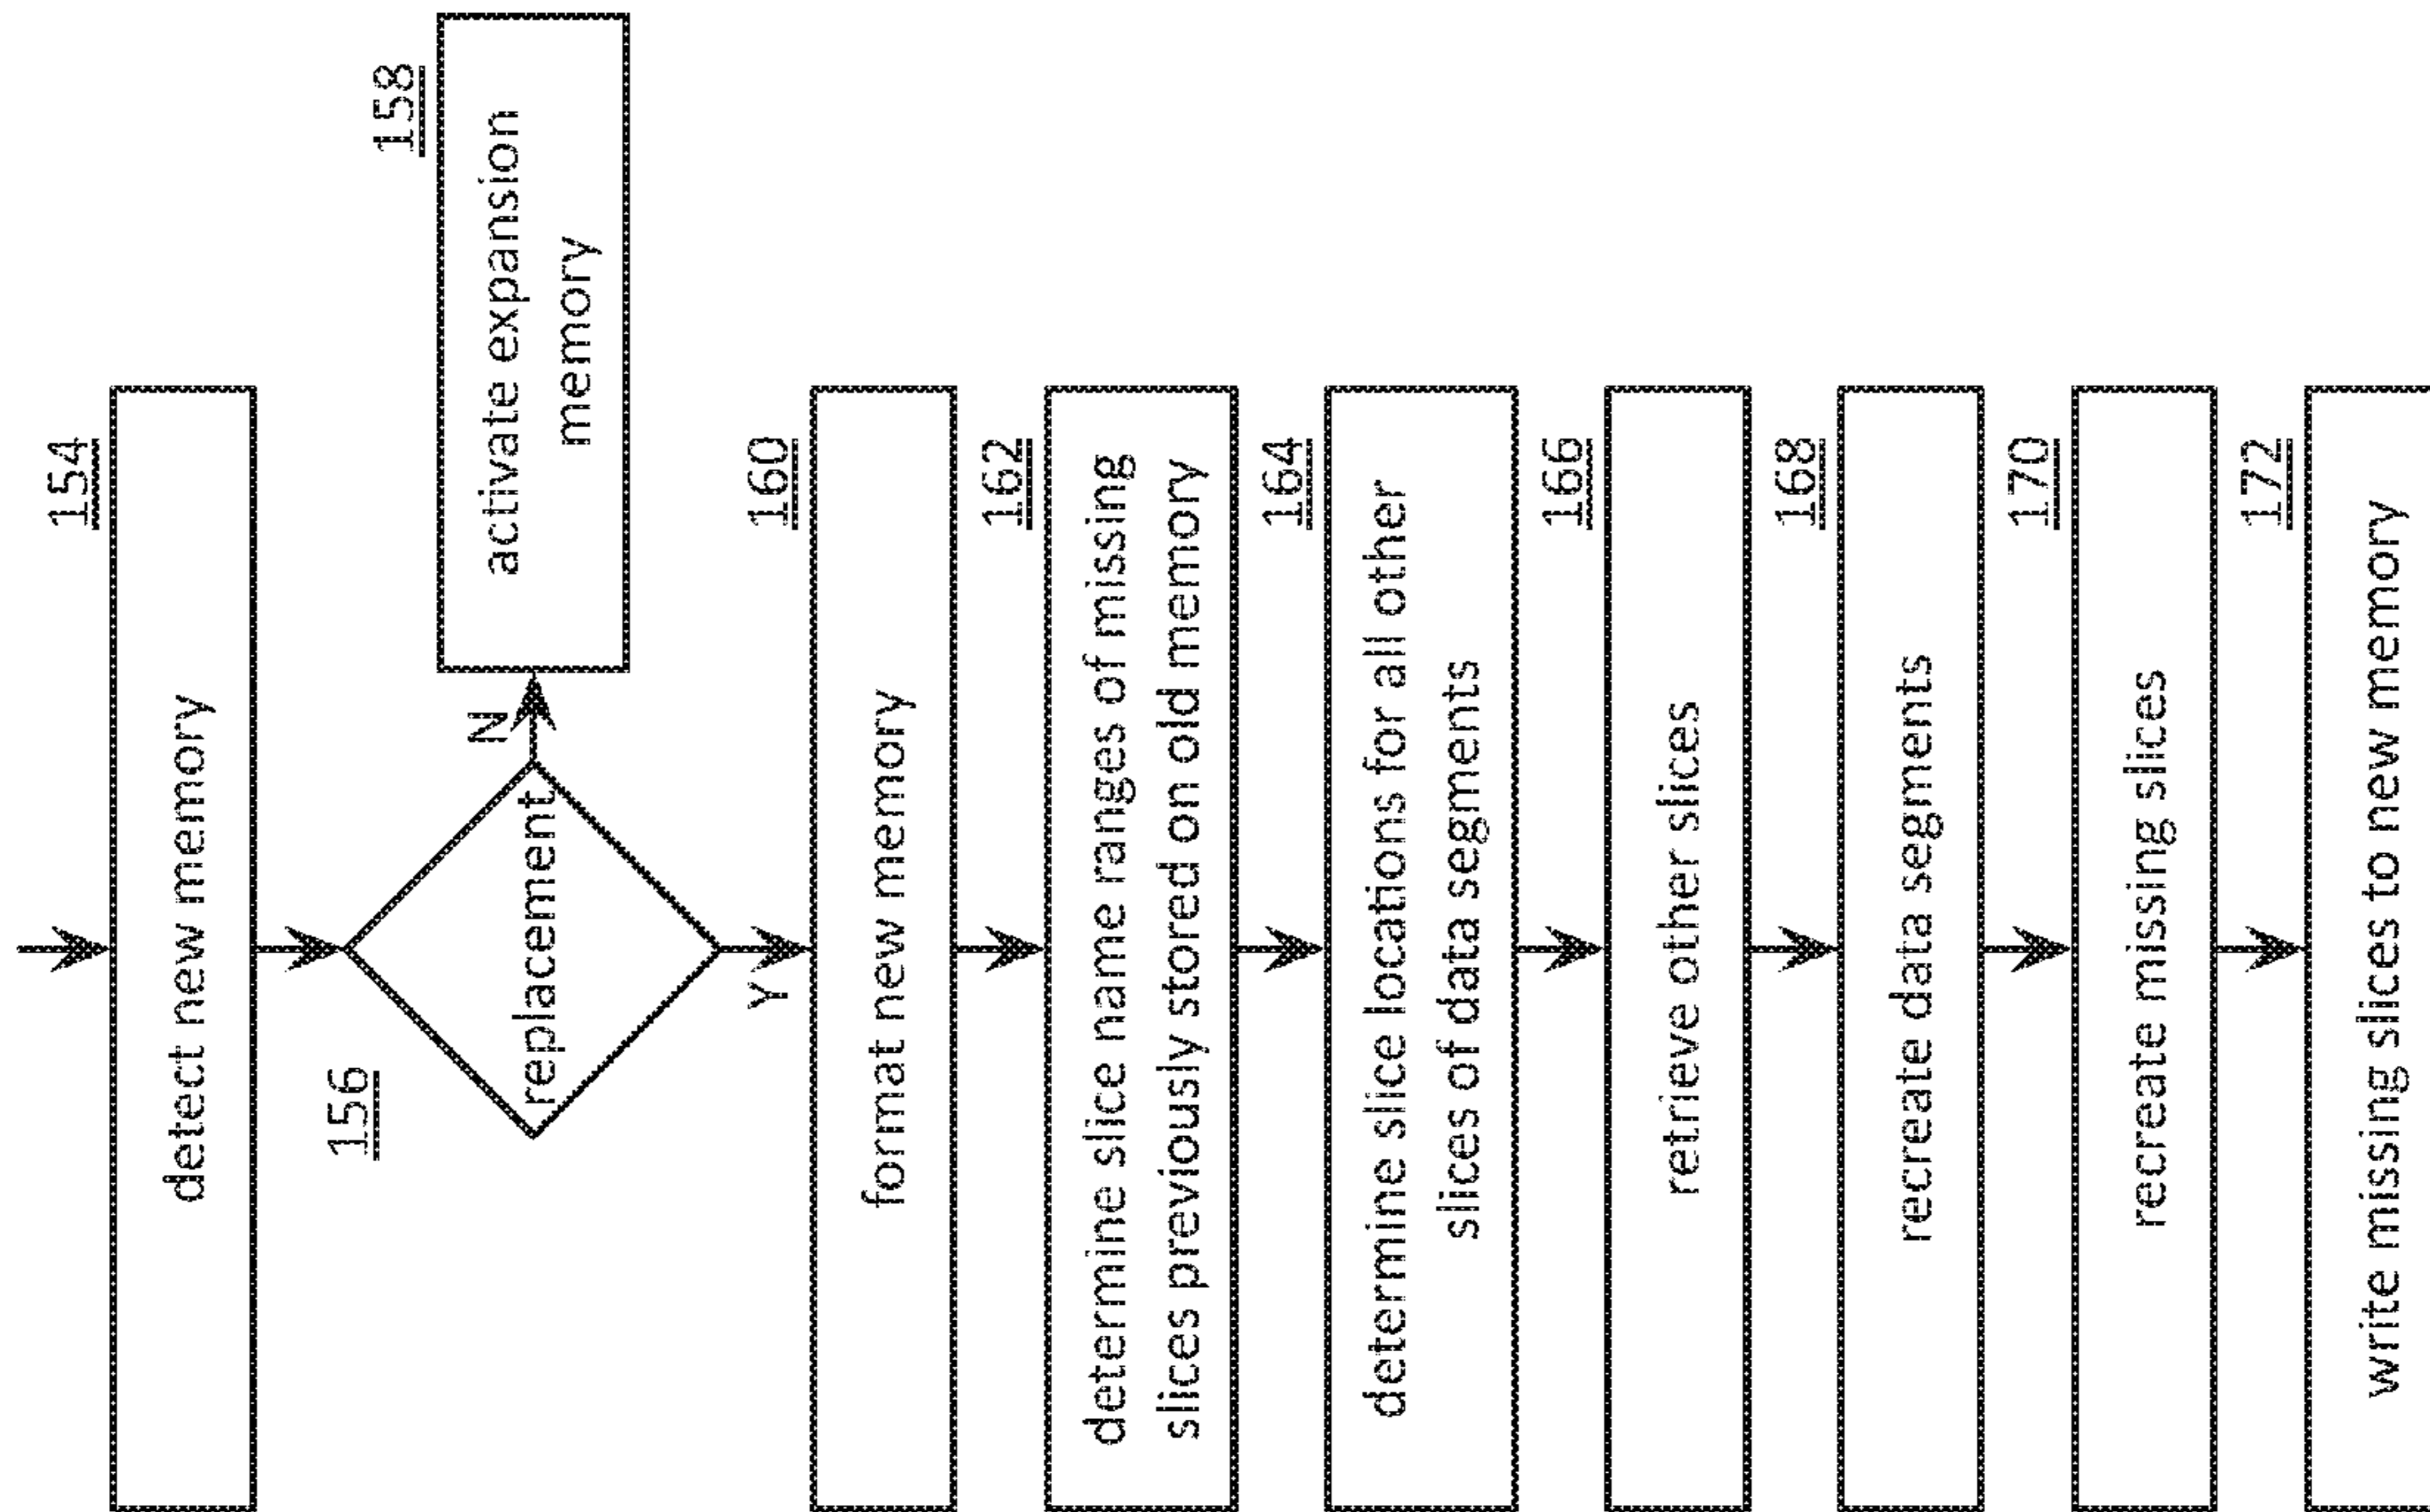 154
detect new memory
156
replacement
N
158
activate expansion
memory
Y
160
format new memory
162
determine slice name ranges of missing
slices previously stored on old memory
164
determine slice locations for all other
slices of data segments
166
retrieve other slices
168
recreate data segments
170
recreate missing slices
172
write missing slices to new memory